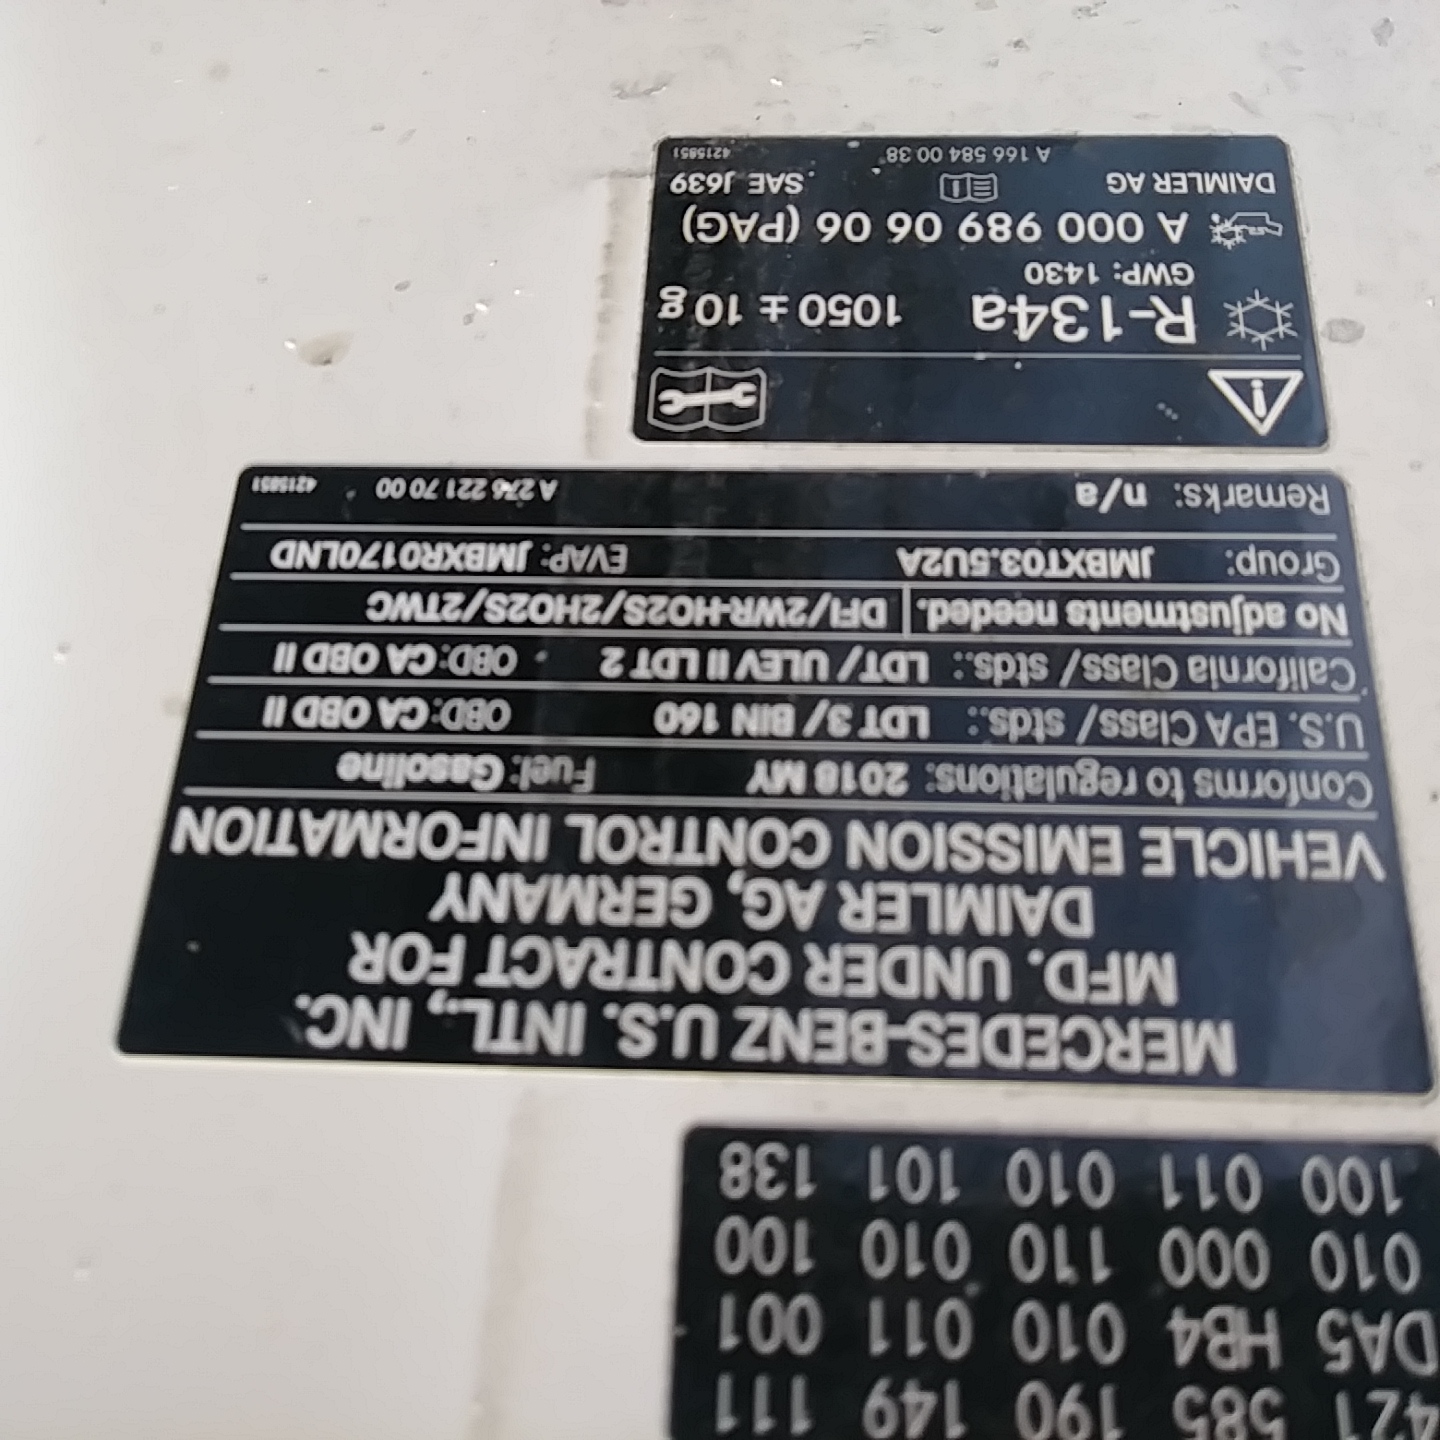 421 585 190 149 111
DA5 HB4 010 011 001
010 000 110 010 100
100 011 010 101 138
MERCEDES-BENZ U.S. INTL., INC.
MFD. UNDER CONTRACT FOR
DAIMLER AG, GERMANY
VEHICLE EMISSION CONTROL INFORMATION
Conforms to regulations: 2018 MY Fuel: Gasoline
U.S. EPA Class/ stds.: LDT 3/ BIN 160 OBD: CA OBD II
California Class/ stds.: LDT/ ULEV II LDT 2 OBD: CA OBD II
No adjustments needed. DFI/2WR-HO2S/2HO2S/2TWC
Group: JMBXT03.5U2A EVAP: JMBXR0170LND
Remarks: n/a A 276 221 70 00 4215851
R-134a 1050 ± 10 g
GWP: 1430
A 000 989 06 06 (PAG)
DAIMLER AG SAE J639
A 166 584 00 38 4215851